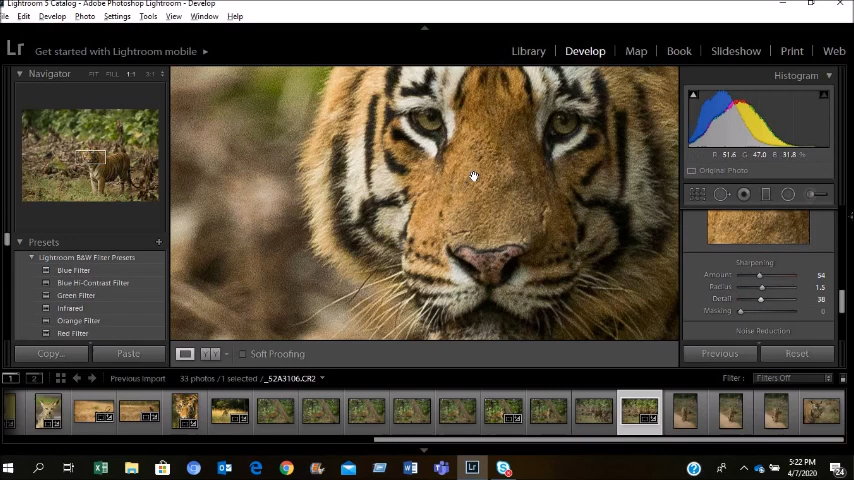 Lightroom 5 Catalog - Adobe Photoshop Lightroom - Develop
ile Edit Develop Photo Settings Tools View Window Help
Lr Get started with Lightroom mobile Library Develop Map Book Slideshow Print Web
Navigator FIT FILL 1:1 3:1
Histogram
R 51.6 G 47.0 B 31.8 %
Original Photo
Presets +
Lightroom B&W Filter Presets
Blue Filter
Blue Hi-Contrast Filter
Green Filter
Infrared
Orange Filter
Red Filter
Sharpening
Amount 54
Radius 1.5
Detail 38
Masking 0
Noise Reduction
Copy... Paste
Y Y Soft Proofing
Previous Reset
1 2 Previous Import 33 photos / 1 selected / _52A3106.CR2 Filter : Filters Off
5:22 PM
4/7/2020
24